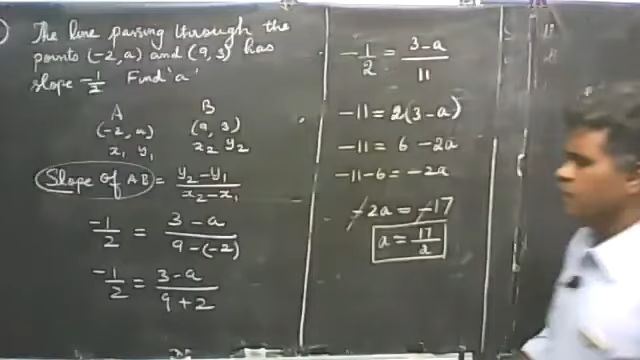 The line passing through the
points (-2, a) and (9, 3) has
slope -1/2 Find 'a'
A B
(-2, a) (9, 3)
x₁ y₁ x₂ y₂
Slope of AB = y₂-y₁ / x₂-x₁
-1/2 = 3-a / 9-(-2)
-1/2 = 3-a / 9+2
-1/2 = 3-a / 11
-11 = 2(3-a)
-11 = 6 -2a
-11-6 = -2a
-2a = -17
a = 17/2